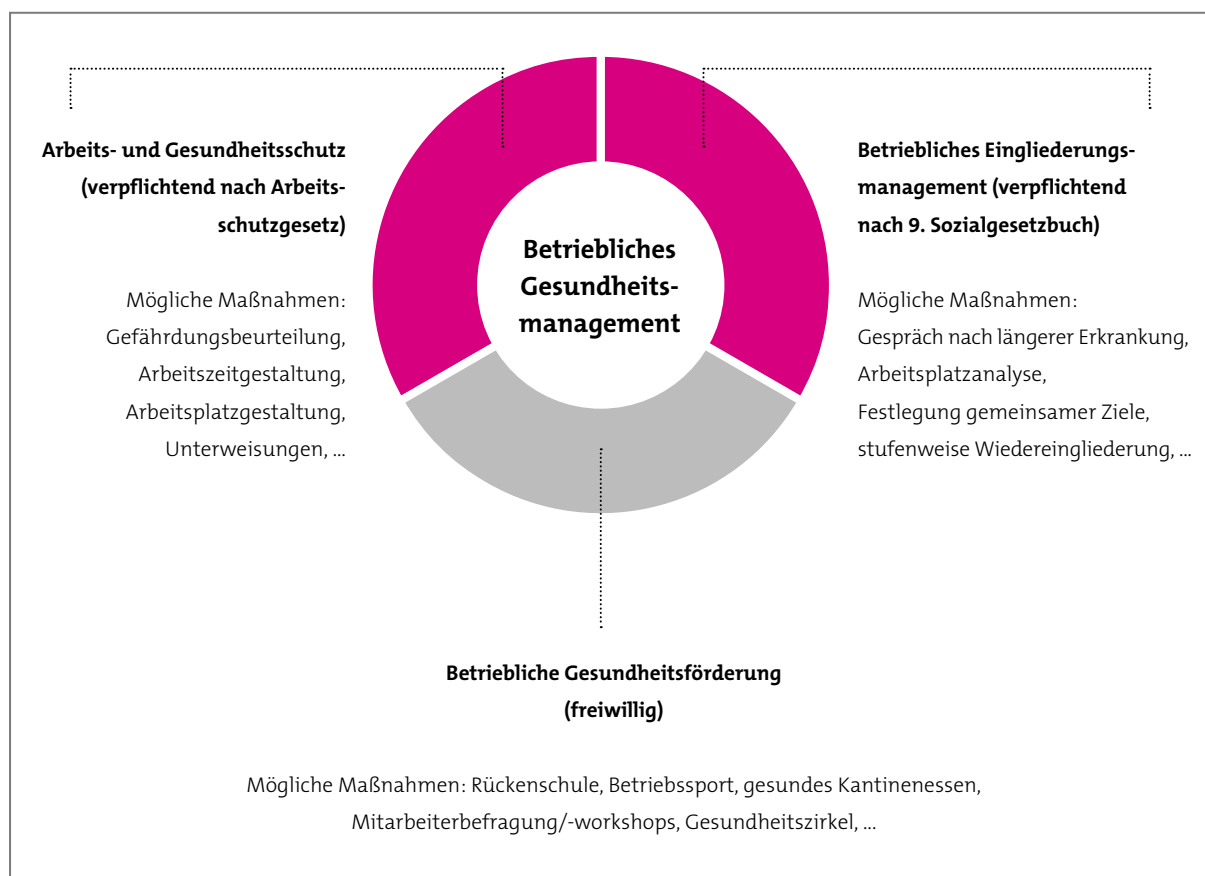 Arbeits- und Gesundheitsschutz
(verpflichtend nach Arbeits-
schutzgesetz)
Mögliche Maßnahmen:
Gefährdungsbeurteilung,
Arbeitszeitgestaltung,
Arbeitsplatzgestaltung,
Unterweisungen, ...
Betriebliches
Gesundheits-
management
Betriebliches Eingliederungs-
management (verpflichtend
nach 9. Sozialgesetzbuch)
Mögliche Maßnahmen:
Gespräch nach längerer Erkrankung,
Arbeitsplatzanalyse,
Festlegung gemeinsamer Ziele,
stufenweise Wiedereingliederung, ...
Betriebliche Gesundheitsförderung
(freiwillig)
Mögliche Maßnahmen: Rückenschule, Betriebssport, gesundes Kantinenessen,
Mitarbeiterbefragung/-workshops, Gesundheitszirkel, ...